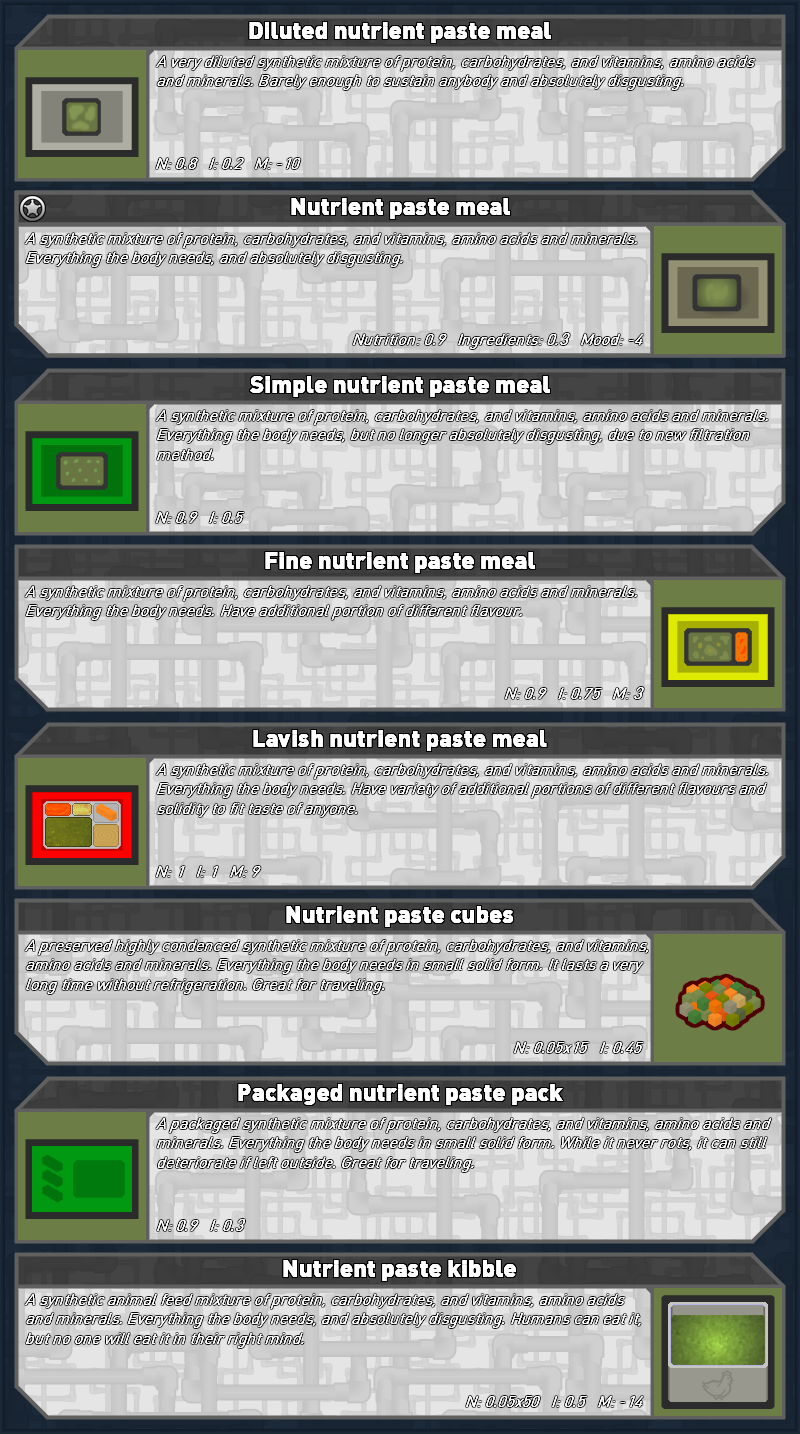 Diluted nutrient paste meal
A very diluted synthetic mixture of protein, carbohydrates, and vitamins, amino acids
and minerals. Barely enough to sustain anybody and absolutely disgusting.
N: 0.8 I: 0.2 M: -10
Nutrient paste meal
A synthetic mixture of protein, carbohydrates, and vitamins, amino acids and minerals.
Everything the body needs, and absolutely disgusting.
Nutrition: 0.9 Ingredients: 0.3 Mood: -4
Simple nutrient paste meal
A synthetic mixture of protein, carbohydrates, and vitamins, amino acids and minerals.
Everything the body needs, but no longer absolutely disgusting, due to new filtration
method.
N: 0.9 I: 0.5
Fine nutrient paste meal
A synthetic mixture of protein, carbohydrates, and vitamins, amino acids and minerals.
Everything the body needs. Have additional portion of different flavour.
N: 0.9 I: 0.75 M: 3
Lavish nutrient paste meal
A synthetic mixture of protein, carbohydrates, and vitamins, amino acids and minerals.
Everything the body needs. Have variety of additional portions of different flavours and
solidity to fit taste of anyone.
N: 1 I: 1 M: 9
Nutrient paste cubes
A preserved highly condenced synthetic mixture of protein, carbohydrates, and vitamins,
amino acids and minerals. Everything the body needs in small solid form. It lasts a very
long time without refrigeration. Great for traveling.
N: 0.05x15 I: 0.45
Packaged nutrient paste pack
A packaged synthetic mixture of protein, carbohydrates, and vitamins, amino acids and
minerals. Everything the body needs in small solid form. While it never rots, it can still
deteriorate if left outside. Great for traveling.
N: 0.9 I: 0.3
Nutrient paste kibble
A synthetic animal feed mixture of protein, carbohydrates, and vitamins, amino acids
and minerals. Everything the body needs, and absolutely disgusting. Humans can eat it,
but no one will eat it in their right mind.
N: 0.05x50 I: 0.5 M: -14